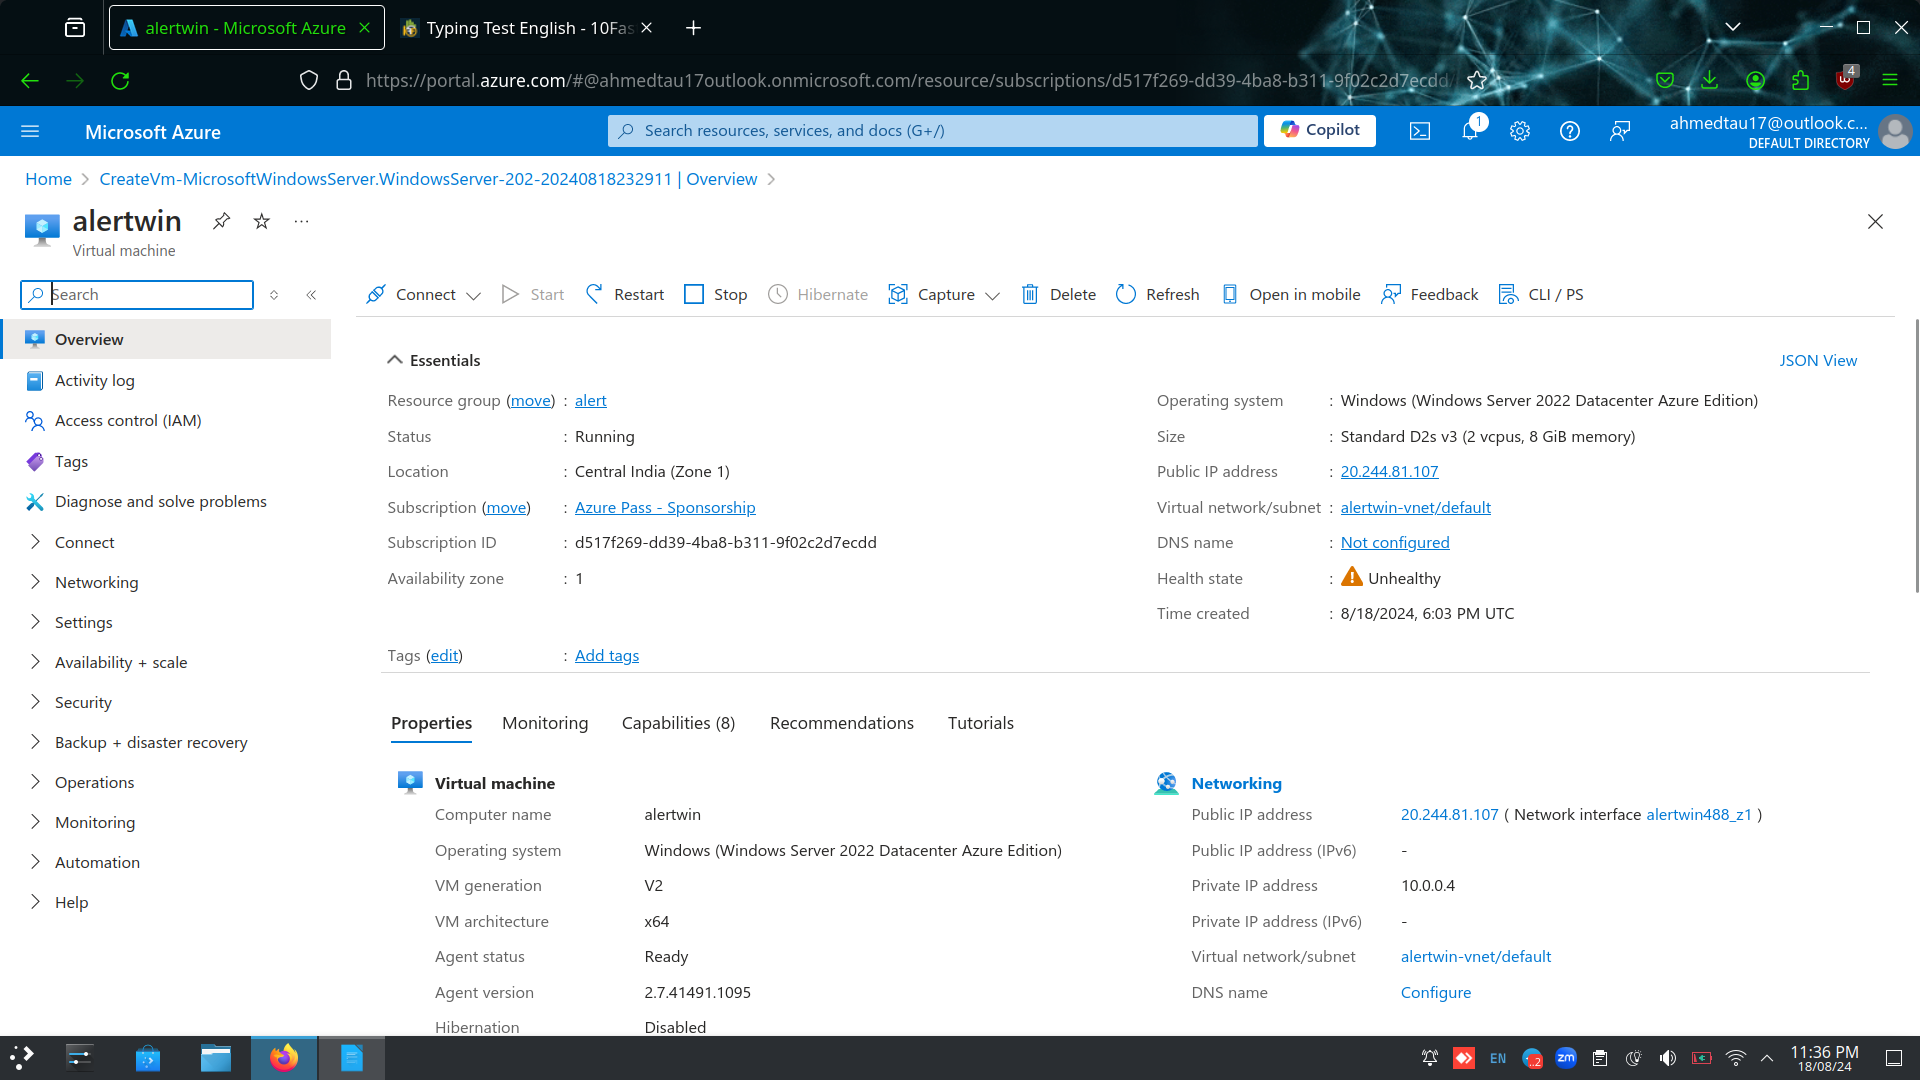 alertwin - Microsoft Azure
Typing Test English - 10Fas
https://portal.azure.com/#@ahmedtau17outlook.onmicrosoft.com/resource/subscriptions/d517f269-dd39-4ba8-b311-9f02c2d7ecdd/
4
Microsoft Azure
Search resources, services, and docs (G+/)
Copilot
1
ahmedtau17@outlook.c...
DEFAULT DIRECTORY
Home > CreateVm-MicrosoftWindowsServer.WindowsServer-202-20240818232911 | Overview >
alertwin
Virtual machine
Search
Connect
Start
Restart
Stop
Hibernate
Capture
Delete
Refresh
Open in mobile
Feedback
CLI / PS
Overview
Activity log
Access control (IAM)
Tags
Diagnose and solve problems
Connect
Networking
Settings
Availability + scale
Security
Backup + disaster recovery
Operations
Monitoring
Automation
Help
Essentials
JSON View
Resource group (move) : alert
Status : Running
Location : Central India (Zone 1)
Subscription (move) : Azure Pass - Sponsorship
Subscription ID : d517f269-dd39-4ba8-b311-9f02c2d7ecdd
Availability zone : 1
Operating system : Windows (Windows Server 2022 Datacenter Azure Edition)
Size : Standard D2s v3 (2 vcpus, 8 GiB memory)
Public IP address : 20.244.81.107
Virtual network/subnet : alertwin-vnet/default
DNS name : Not configured
Health state : Unhealthy
Time created : 8/18/2024, 6:03 PM UTC
Tags (edit) : Add tags
Properties
Monitoring
Capabilities (8)
Recommendations
Tutorials
Virtual machine
Computer name alertwin
Operating system Windows (Windows Server 2022 Datacenter Azure Edition)
VM generation V2
VM architecture x64
Agent status Ready
Agent version 2.7.41491.1095
Hibernation Disabled
Networking
Public IP address 20.244.81.107 ( Network interface alertwin488_z1 )
Public IP address (IPv6) -
Private IP address 10.0.0.4
Private IP address (IPv6) -
Virtual network/subnet alertwin-vnet/default
DNS name Configure
EN
..2
zm
11:36 PM
18/08/24